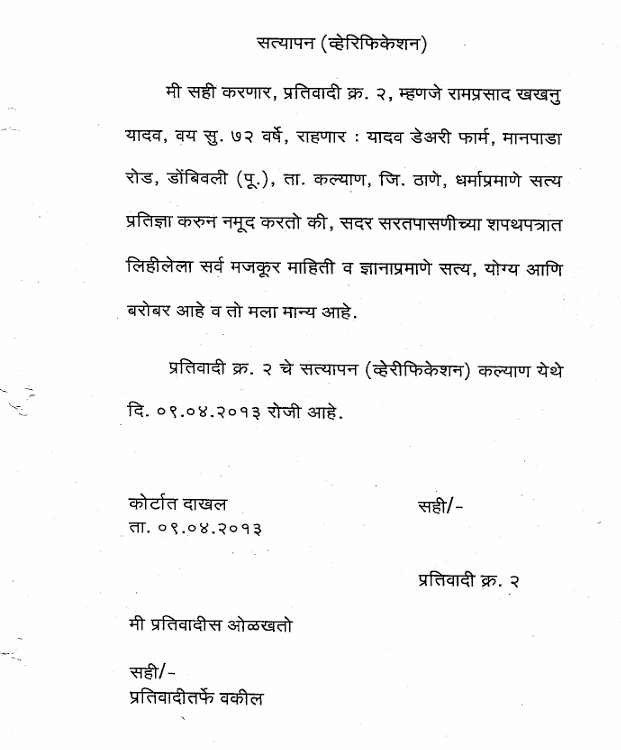 सत्यापन (व्हेरिफिकेशन)
मी सही करणार, प्रतिवादी क्र. २, म्हणजे रामप्रसाद खखनु
यादव, वय सु. ७२ वर्षे, राहणार : यादव डेअरी फार्म, मानपाडा
रोड, डोंबिवली (पू.), ता. कल्याण, जि. ठाणे, धर्माप्रमाणे सत्य
प्रतिज्ञा करुन नमूद करतो की, सदर सरतपासणीच्या शपथपत्रात
लिहीलेला सर्व मजकूर माहिती व ज्ञानाप्रमाणे सत्य, योग्य आणि
बरोबर आहे व तो मला मान्य आहे.
प्रतिवादी क्र. २ चे सत्यापन (व्हेरीफिकेशन) कल्याण येथे
दि. ०९.०४.२०१३ रोजी आहे.
कोर्टात दाखल
ता. ०९.०४.२०१३
सही/-
प्रतिवादी क्र. २
मी प्रतिवादीस ओळखतो
सही/-
प्रतिवादीतर्फे वकील